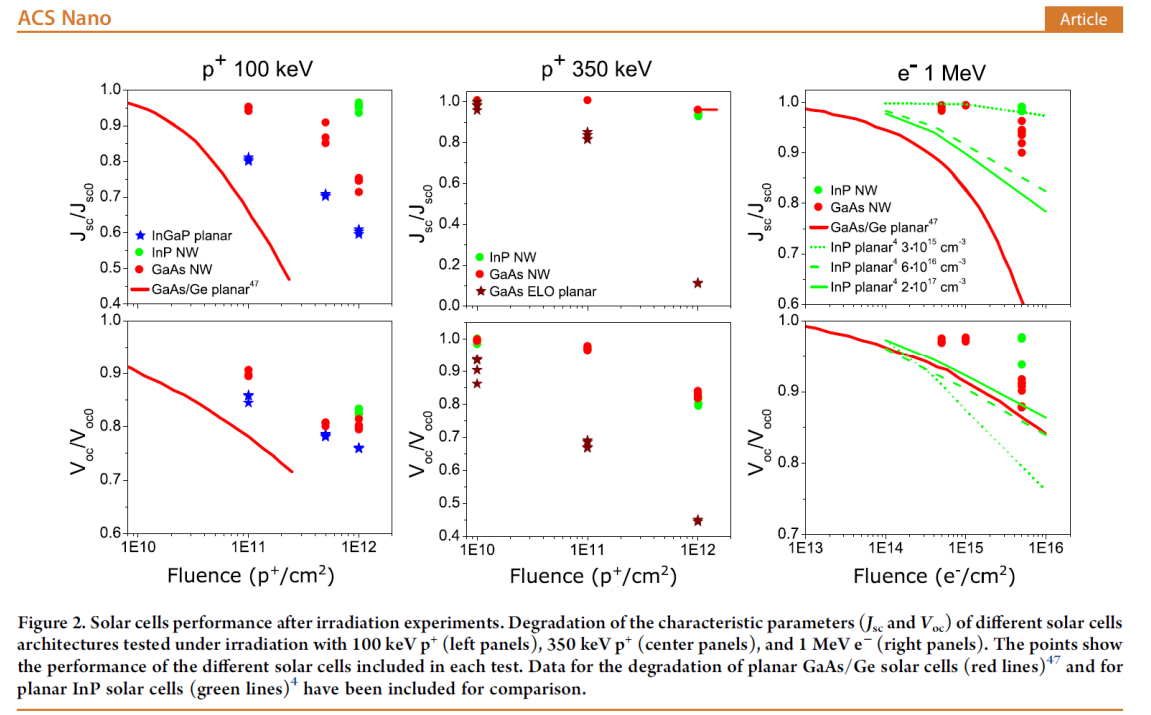 ACS Nano
Article
p+ 100 keV
p+ 350 keV
e- 1 MeV
1.0
0.9
0.8
0.7
0.6
0.5
0.4
Jsc/Jsc0
InGaP planar
InP NW
GaAs NW
GaAs/Ge planar47
1.0
0.8
0.6
0.4
0.2
0.0
Jsc/Jsc0
InP NW
GaAs NW
GaAs ELO planar
1.0
0.9
0.8
0.7
0.6
Jsc/Jsc0
InP NW
GaAs NW
GaAs/Ge planar47
InP planar4 3·1015 cm-3
InP planar4 6·1016 cm-3
InP planar4 2·1017 cm-3
1.0
0.9
0.8
0.7
0.6
Voc/Voc0
1E10
1E11
1E12
Fluence (p+/cm2)
1.0
0.9
0.8
0.7
0.6
0.5
0.4
Voc/Voc0
1E10
1E11
1E12
Fluence (p+/cm2)
1.0
0.9
0.8
0.7
Voc/Voc0
1E13
1E14
1E15
1E16
Fluence (e-/cm2)
Figure 2. Solar cells performance after irradiation experiments. Degradation of the characteristic parameters (Jsc and Voc) of different solar cells
architectures tested under irradiation with 100 keV p+ (left panels), 350 keV p+ (center panels), and 1 MeV e− (right panels). The points show
the performance of the different solar cells included in each test. Data for the degradation of planar GaAs/Ge solar cells (red lines)47 and for
planar InP solar cells (green lines)4 have been included for comparison.